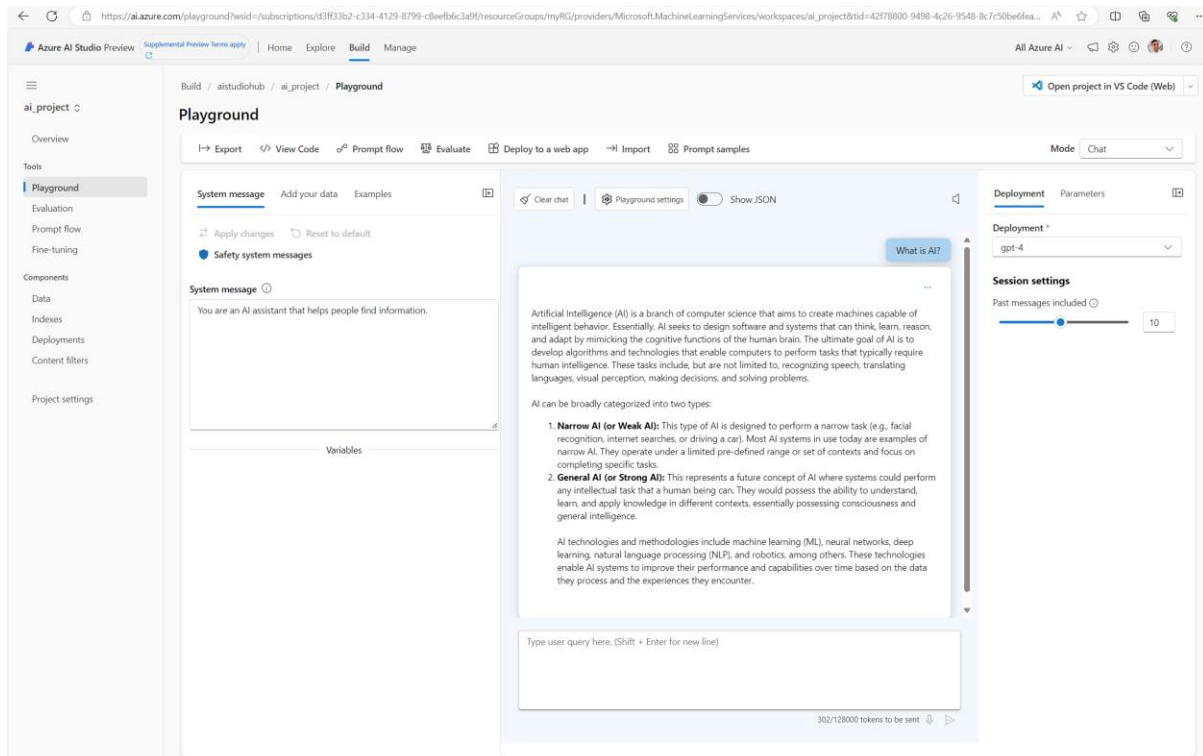 https://ai.azure.com/playground?wsid=/subscriptions/d3ff33b2-c334-4129-8799-c8eefb6c3a9f/resourceGroups/myRG/providers/Microsoft.MachineLearningServices/workspaces/ai_project&tid=42f78800-9498-4c26-9548-8c7c50be6fea...
Azure AI Studio Preview
Supplemental Preview Terms apply
Home Explore Build Manage
All Azure AI
ai_project
Overview
Tools
Playground
Evaluation
Prompt flow
Fine-tuning
Components
Data
Indexes
Deployments
Content filters
Project settings
Build / aistudiohub / ai_project / Playground
Open project in VS Code (Web)
Playground
Export View Code Prompt flow Evaluate Deploy to a web app Import Prompt samples
Mode Chat
System message Add your data Examples
Apply changes Reset to default
Safety system messages
System message
You are an AI assistant that helps people find information.
Variables
Clear chat Playground settings Show JSON
What is AI?
Artificial Intelligence (AI) is a branch of computer science that aims to create machines capable of
intelligent behavior. Essentially, AI seeks to design software and systems that can think, learn, reason,
and adapt by mimicking the cognitive functions of the human brain. The ultimate goal of AI is to
develop algorithms and technologies that enable computers to perform tasks that typically require
human intelligence. These tasks include, but are not limited to, recognizing speech, translating
languages, visual perception, making decisions, and solving problems.
AI can be broadly categorized into two types:
1. Narrow AI (or Weak AI): This type of AI is designed to perform a narrow task (e.g., facial
recognition, internet searches, or driving a car). Most AI systems in use today are examples of
narrow AI. They operate under a limited pre-defined range or set of contexts and focus on
completing specific tasks.
2. General AI (or Strong AI): This represents a future concept of AI where systems could perform
any intellectual task that a human being can. They would possess the ability to understand,
learn, and apply knowledge in different contexts, essentially possessing consciousness and
general intelligence.
AI technologies and methodologies include machine learning (ML), neural networks, deep
learning, natural language processing (NLP), and robotics, among others. These technologies
enable AI systems to improve their performance and capabilities over time based on the data
they process and the experiences they encounter.
Type user query here. (Shift + Enter for new line)
302/128000 tokens to be sent
Deployment Parameters
Deployment *
gpt-4
Session settings
Past messages included
10